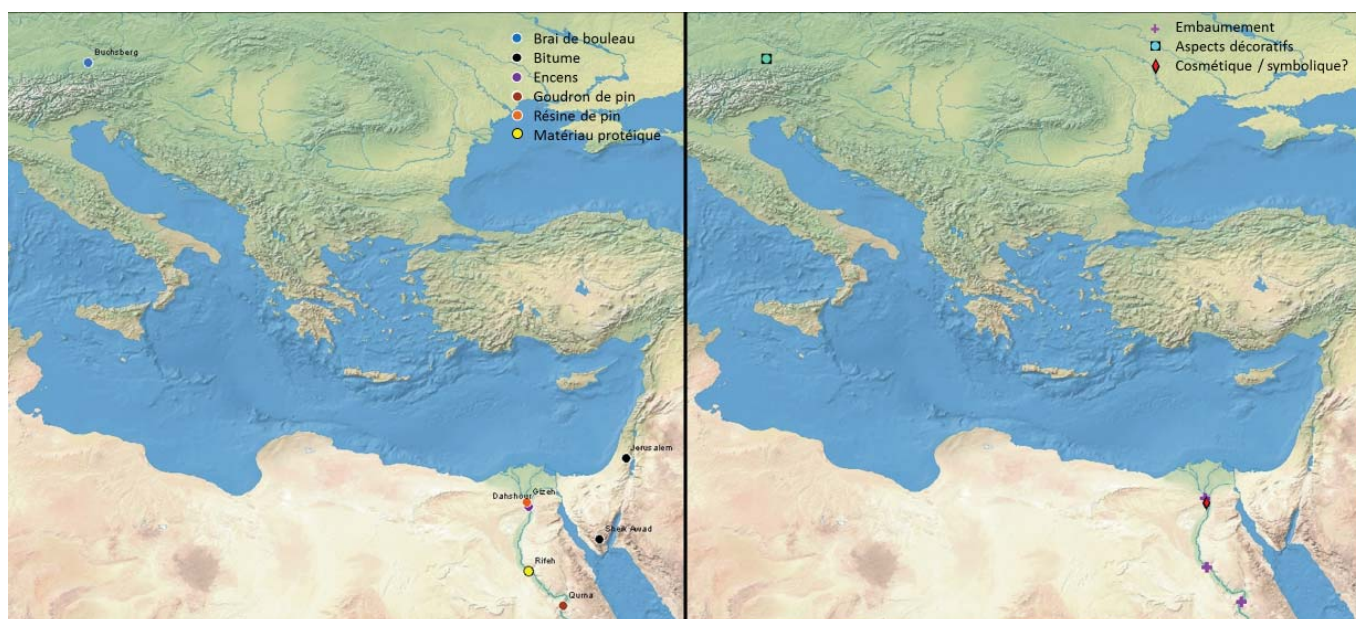 Buchsberg
Brai de bouleau
Bitume
Encens
Goudron de pin
Résine de pin
Matériau protéique
Jerusalem
Dahshour
Gizeh
Sheik Awad
Rifeh
Qurna
Embaumement
Aspects décoratifs
Cosmétique / symbolique?